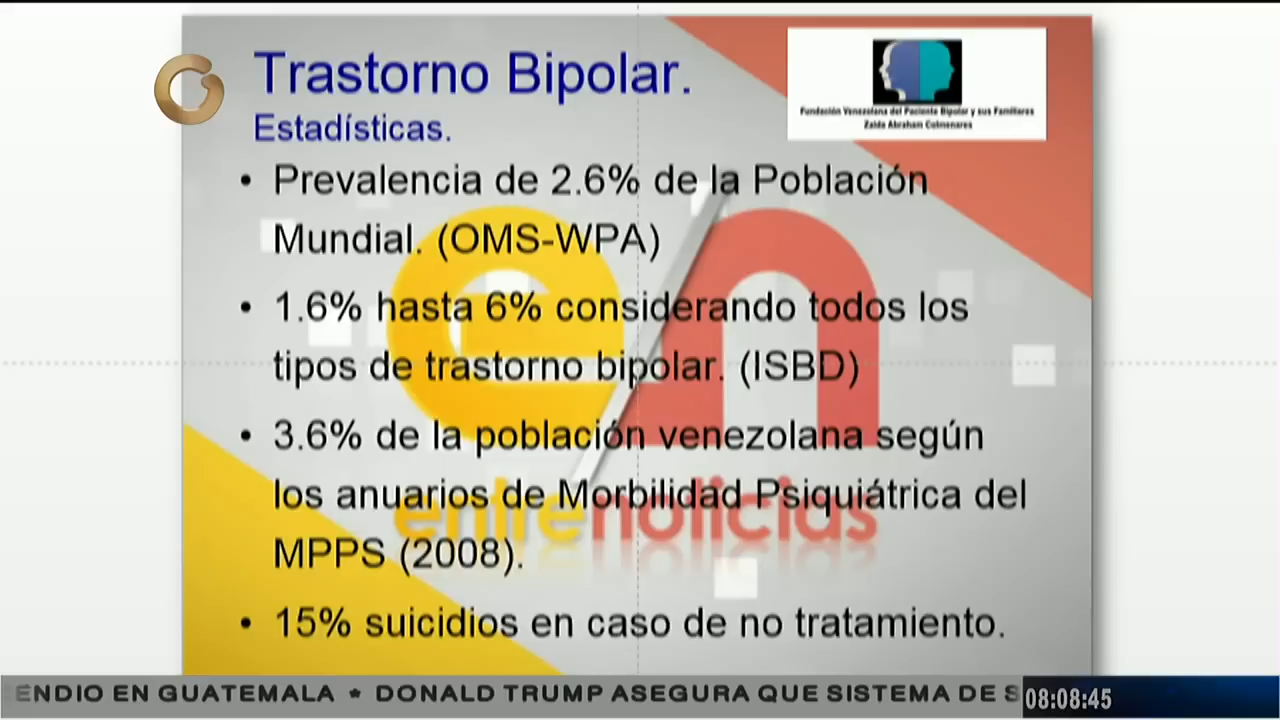 Trastorno Bipolar.
Estadísticas.
Fundación Venezolana del Paciente Bipolar y sus Familiares
Zaida Abraham Colmenares
• Prevalencia de 2.6% de la Población
Mundial. (OMS-WPA)
• 1.6% hasta 6% considerando todos los
tipos de trastorno bipolar. (ISBD)
• 3.6% de la población venezolana según
los anuarios de Morbilidad Psiquiátrica del
MPPS (2008).
• 15% suicidios en caso de no tratamiento.
e/n
entrenoticias
ENDIO EN GUATEMALA * DONALD TRUMP ASEGURA QUE SISTEMA DE S
08:08:45